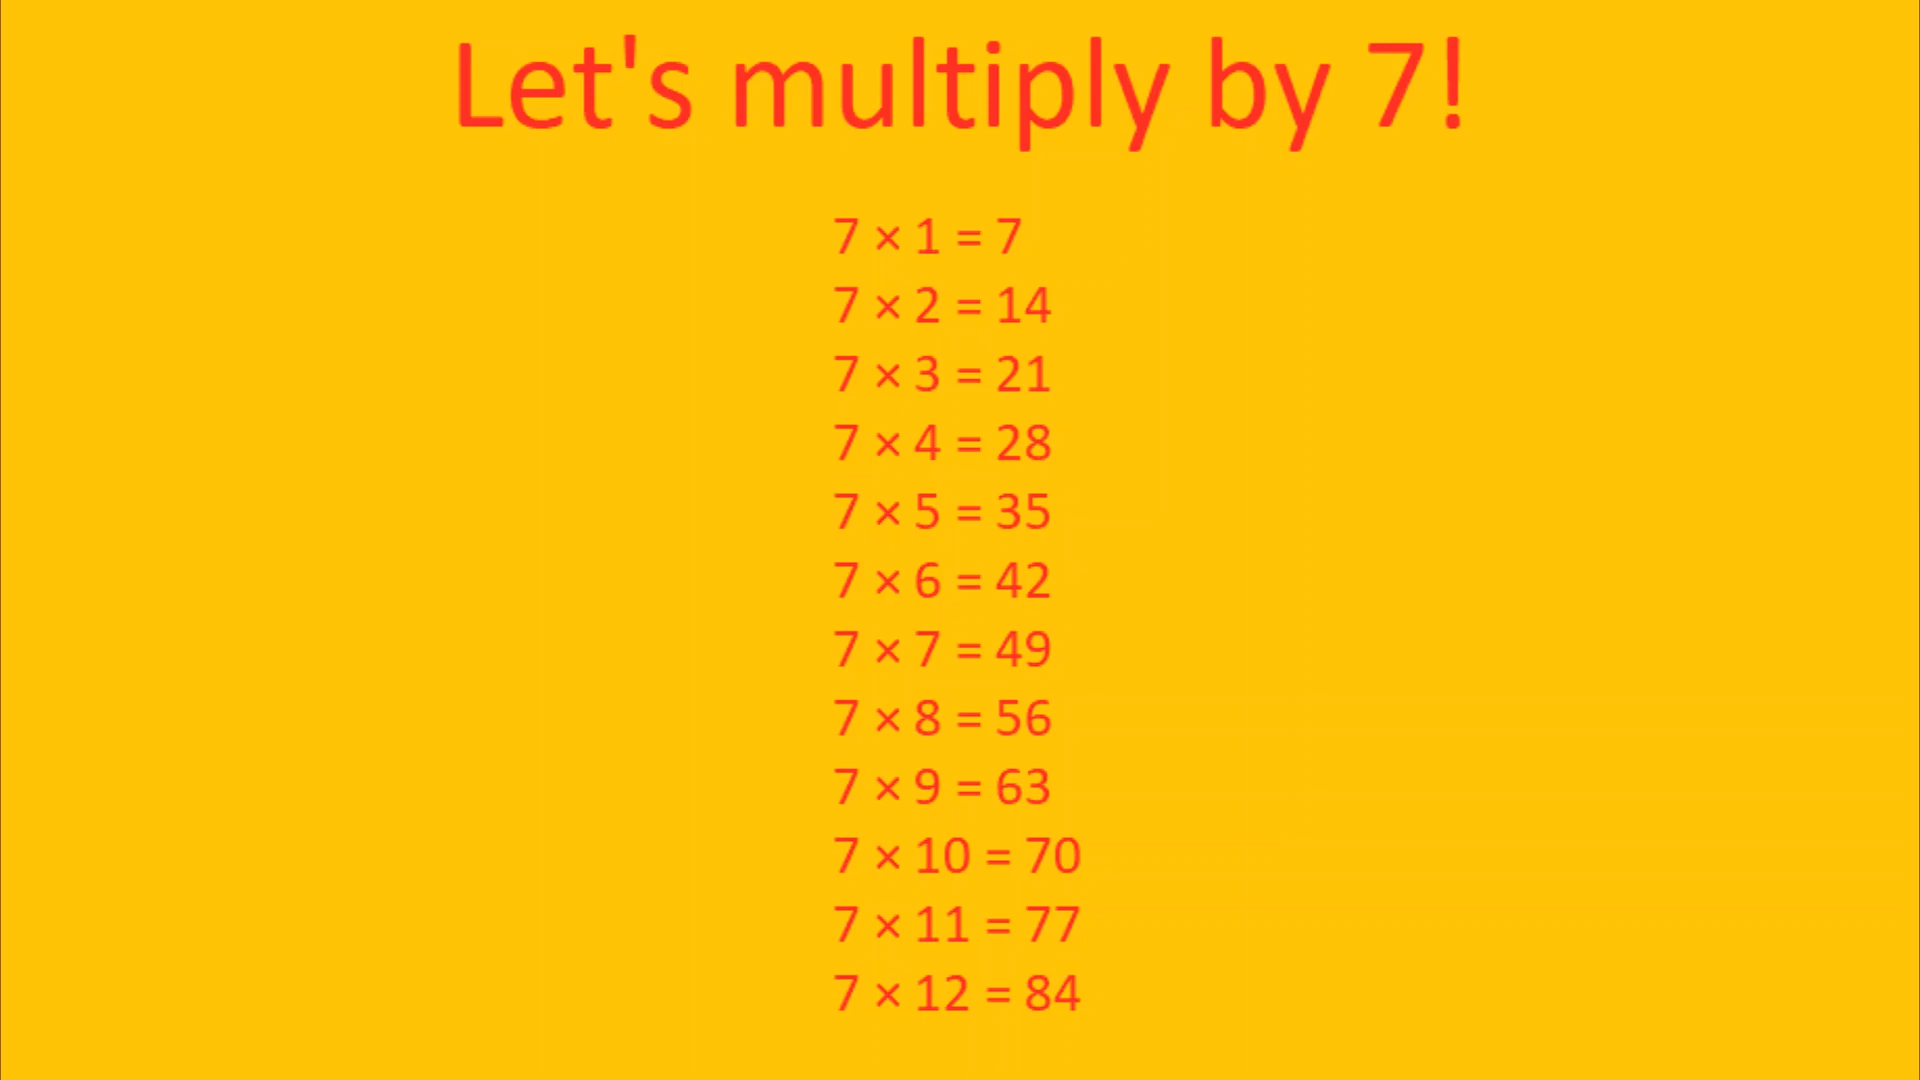 Let's multiply by 7!
7 × 1 = 7
7 × 2 = 14
7 × 3 = 21
7 × 4 = 28
7 × 5 = 35
7 × 6 = 42
7 × 7 = 49
7 × 8 = 56
7 × 9 = 63
7 × 10 = 70
7 × 11 = 77
7 × 12 = 84